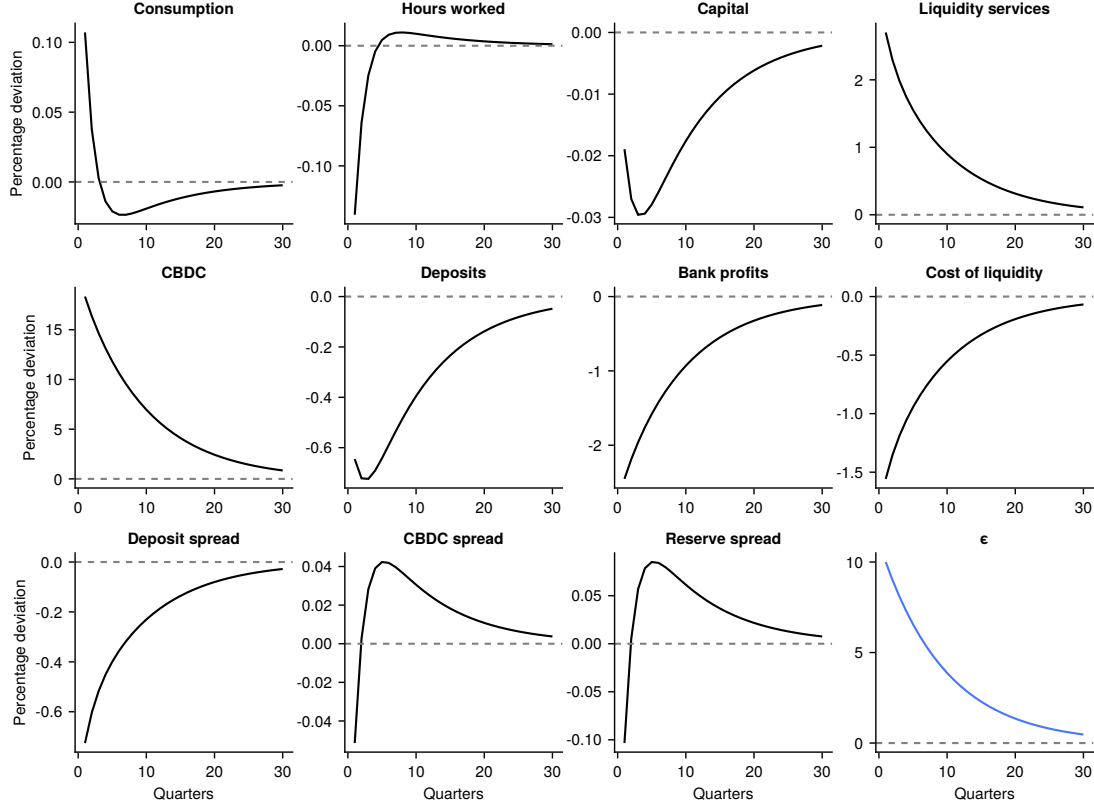 Consumption
Hours worked
Capital
Liquidity services
Percentage deviation
0.10
0.05
0.00
0 10 20 30
0.00
-0.05
-0.10
0 10 20 30
0.00
-0.01
-0.02
-0.03
0 10 20 30
2
1
0
0 10 20 30
CBDC
Deposits
Bank profits
Cost of liquidity
Percentage deviation
15
10
5
0
0 10 20 30
0.0
-0.2
-0.4
-0.6
0 10 20 30
0
-1
-2
0 10 20 30
0.0
-0.5
-1.0
-1.5
0 10 20 30
Deposit spread
CBDC spread
Reserve spread
ϵ
Percentage deviation
0.0
-0.2
-0.4
-0.6
0 10 20 30
Quarters
0.04
0.02
0.00
-0.02
-0.04
0 10 20 30
Quarters
0.05
0.00
-0.05
-0.10
0 10 20 30
Quarters
10
5
0
0 10 20 30
Quarters